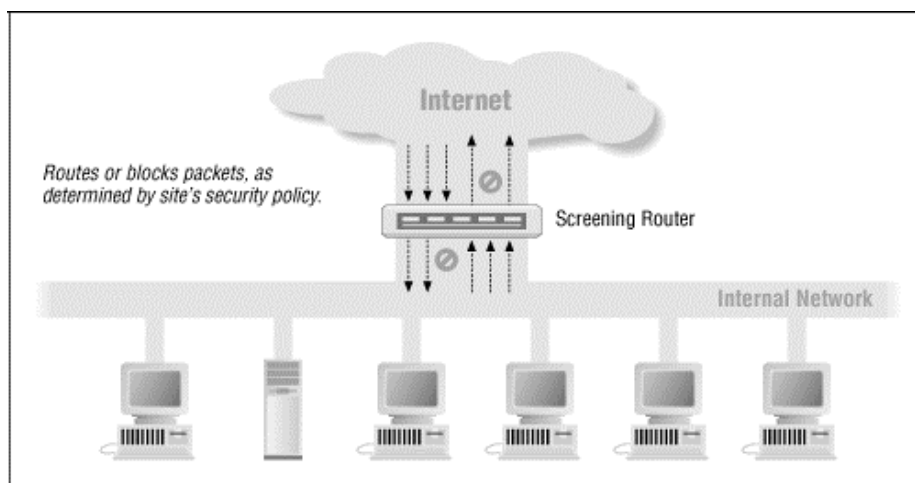 Internet
Routes or blocks packets, as
determined by site's security policy.
Screening Router
Internal Network